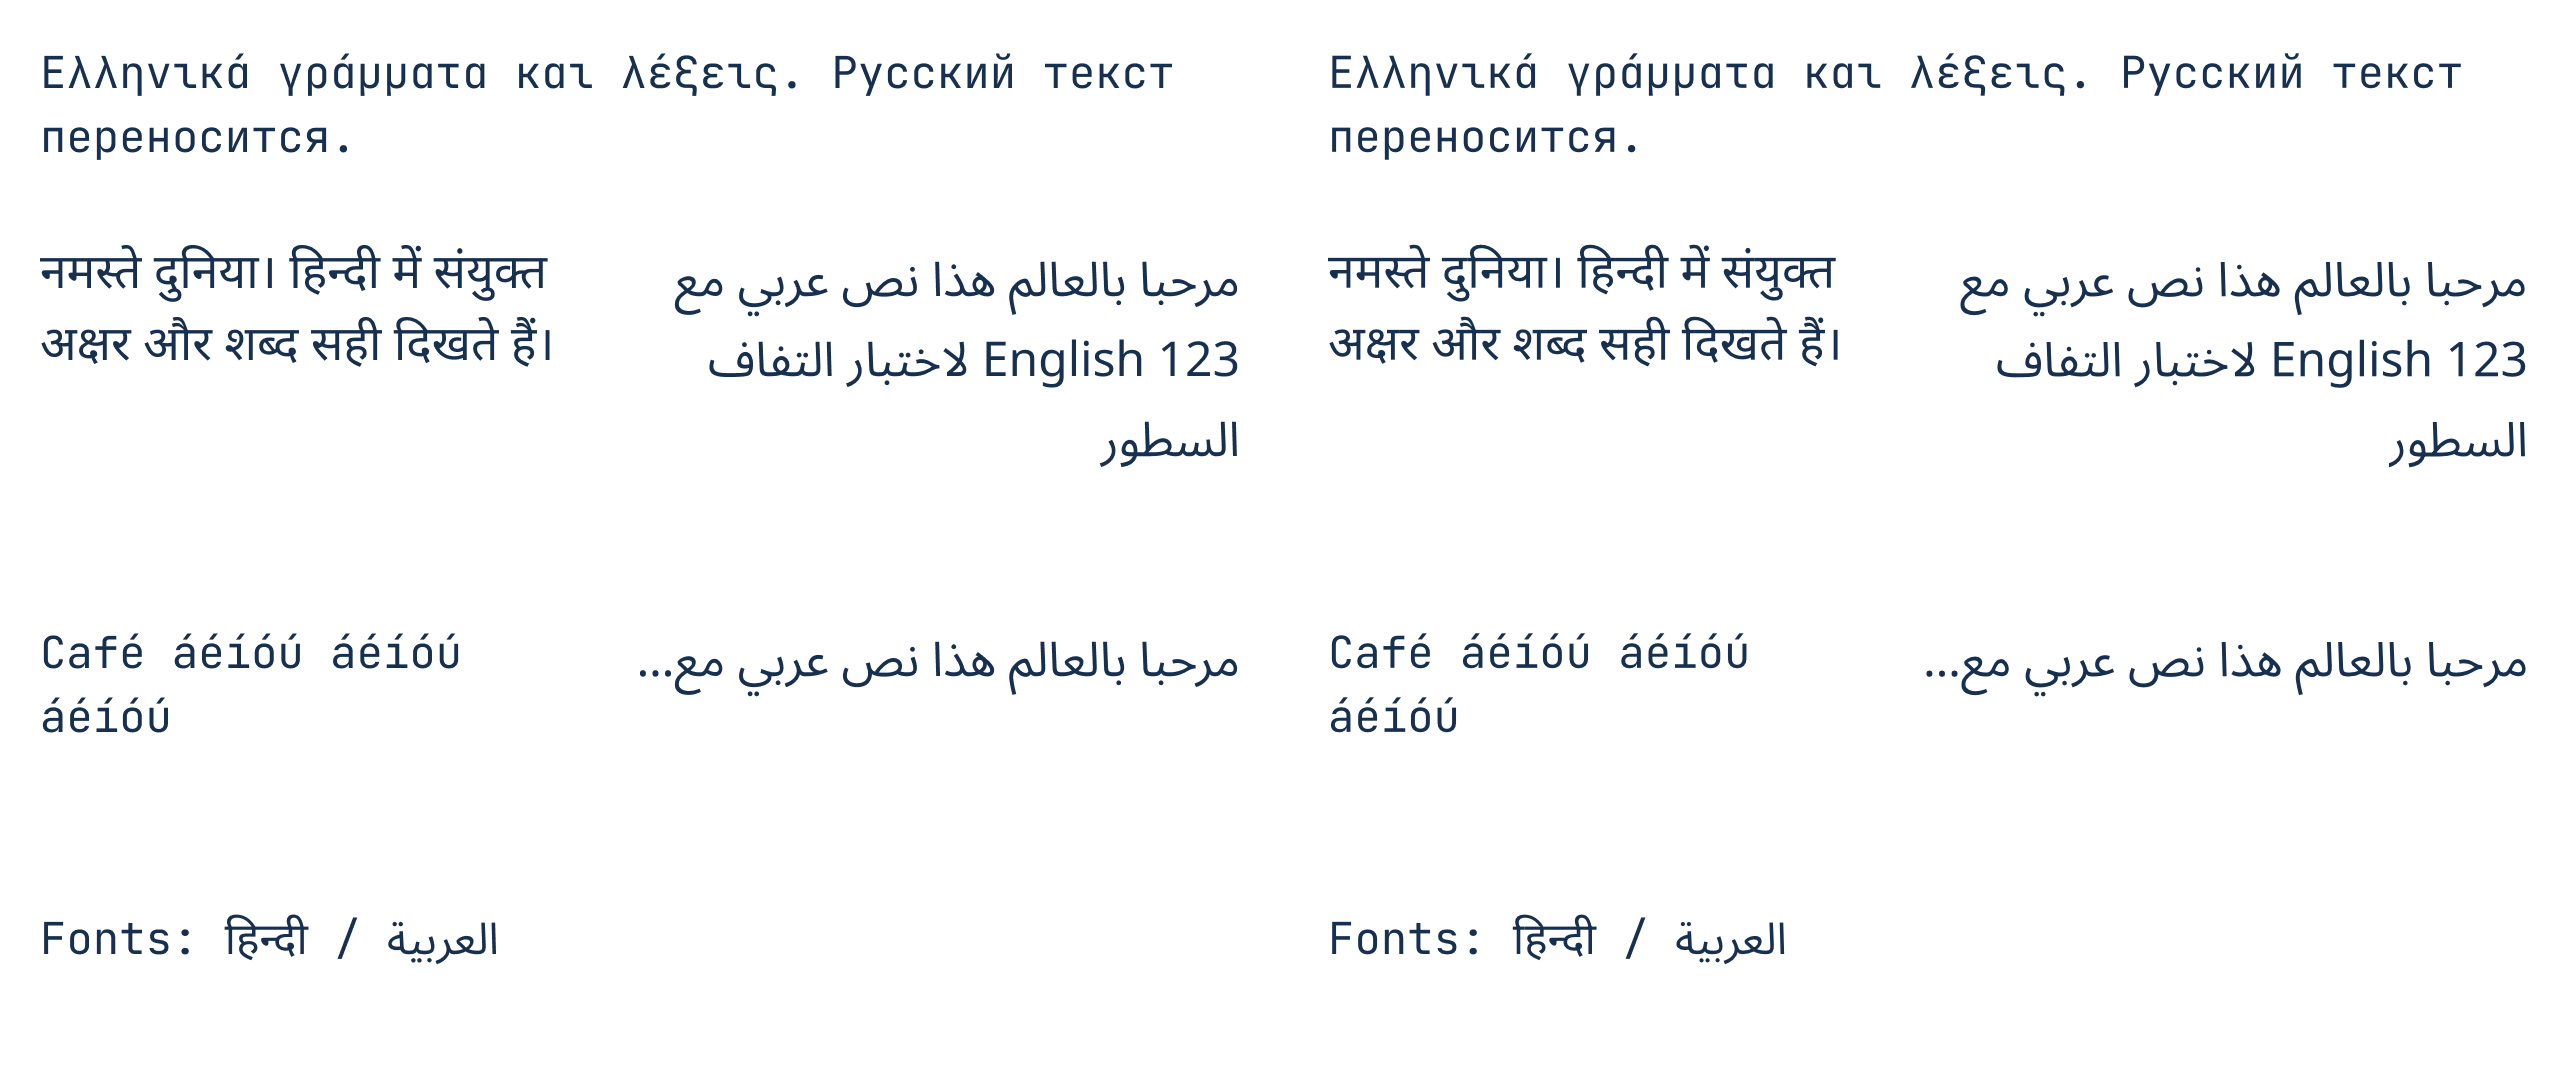 Ελληνικά γράμματα και λέξεις. Русский текст
переносится.
नमस्ते दुनिया। हिन्दी में संयुक्त
अक्षर और शब्द सही दिखते हैं।
مرحبا بالعالم هذا نص عربي مع
English 123 لاختبار التفاف
السطور
Café áéíóú áéíóú
áéíóú
مرحبا بالعالم هذا نص عربي مع...
Fonts: हिन्दी / العربية
Ελληνικά γράμματα και λέξεις. Русский текст
переносится.
नमस्ते दुनिया। हिन्दी में संयुक्त
अक्षर और शब्द सही दिखते हैं।
مرحبا بالعالم هذا نص عربي مع
English 123 لاختبار التفاف
السطور
Café áéíóú áéíóú
áéíóú
مرحبا بالعالم هذا نص عربي مع...
Fonts: हिन्दी / العربية